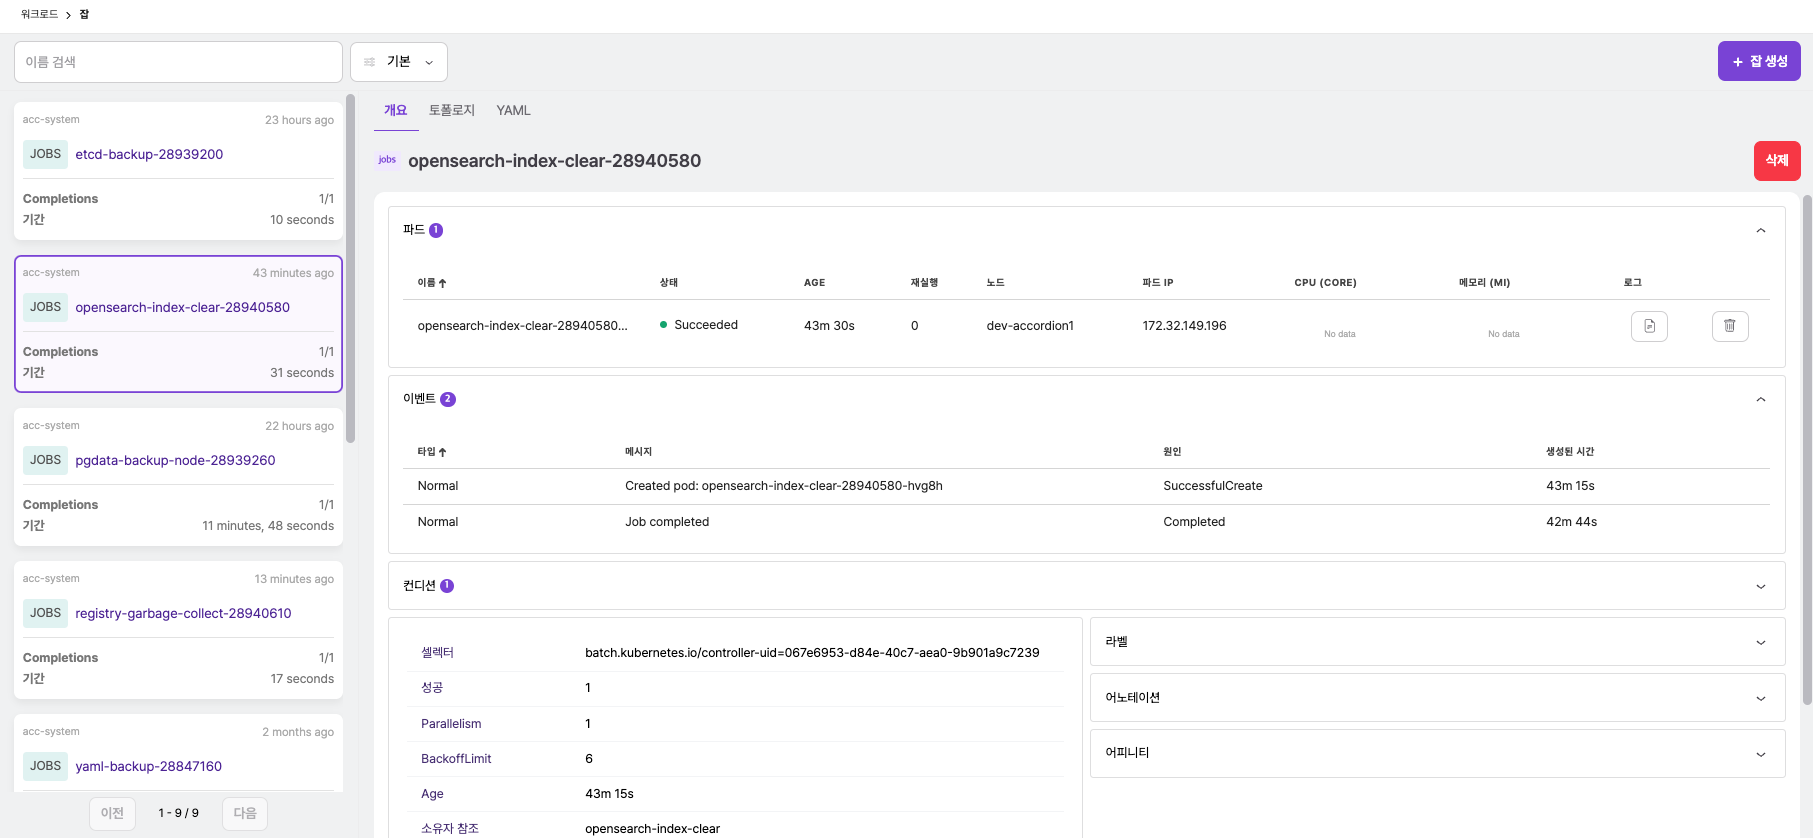 워크로드 > 잡
이름 검색
기본
+ 잡 생성
acc-system 23 hours ago
JOBS etcd-backup-28939200
Completions 1/1
기간 10 seconds
acc-system 43 minutes ago
JOBS opensearch-index-clear-28940580
Completions 1/1
기간 31 seconds
acc-system 22 hours ago
JOBS pgdata-backup-node-28939260
Completions 1/1
기간 11 minutes, 48 seconds
acc-system 13 minutes ago
JOBS registry-garbage-collect-28940610
Completions 1/1
기간 17 seconds
acc-system 2 months ago
JOBS yaml-backup-28847160
이전 1 - 9 / 9 다음
개요 토폴로지 YAML
jobs opensearch-index-clear-28940580
삭제
파드 1
이름 상태 AGE 재실행 노드 파드 IP CPU (CORE) 메모리 (MI) 로그
opensearch-index-clear-28940580... Succeeded 43m 30s 0 dev-accordion1 172.32.149.196 No data No data
이벤트 2
타입 메시지 원인 생성된 시간
Normal Created pod: opensearch-index-clear-28940580-hvg8h SuccessfulCreate 43m 15s
Normal Job completed Completed 42m 44s
컨디션 1
셀렉터 batch.kubernetes.io/controller-uid=067e6953-d84e-40c7-aea0-9b901a9c7239
성공 1
Parallelism 1
BackoffLimit 6
Age 43m 15s
소유자 참조 opensearch-index-clear
라벨
어노테이션
어피니티